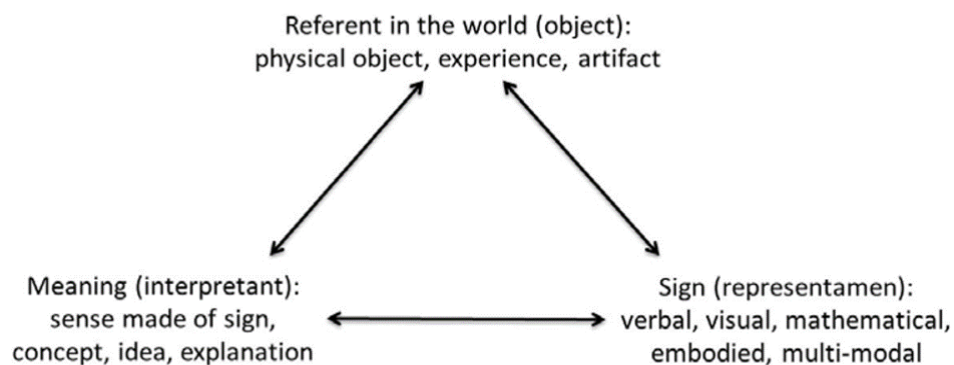 Referent in the world (object):
physical object, experience, artifact
Meaning (interpretant):
sense made of sign,
concept, idea, explanation
Sign (representamen):
verbal, visual, mathematical,
embodied, multi-modal